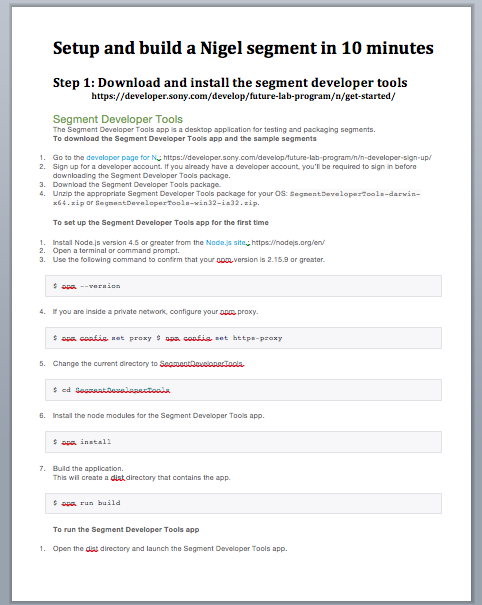 Setup and build a Nigel segment in 10 minutes
Step 1: Download and install the segment developer tools
https://developer.sony.com/develop/future-lab-program/n/get-started/
Segment Developer Tools
The Segment Developer Tools app is a desktop application for testing and packaging segments.
To download the Segment Developer Tools app and the sample segments
1. Go to the developer page for N. https://developer.sony.com/develop/future-lab-program/n/n-developer-sign-up/
2. Sign up for a developer account. If you already have a developer account, you'll be required to sign in before
downloading the Segment Developer Tools package.
3. Download the Segment Developer Tools package.
4. Unzip the appropriate Segment Developer Tools package for your OS: SegmentDeveloperTools-darwin-
x64.zip or SegmentDeveloperTools-win32-ia32.zip.
To set up the Segment Developer Tools app for the first time
1. Install Node.js version 4.5 or greater from the Node.js site. https://nodejs.org/en/
2. Open a terminal or command prompt.
3. Use the following command to confirm that your npm version is 2.15.9 or greater.
$ npm --version
4. If you are inside a private network, configure your npm proxy.
$ npm config set proxy $ npm config set https-proxy
5. Change the current directory to SegmentDeveloperTools.
$ cd SegmentDeveloperTools
6. Install the node modules for the Segment Developer Tools app.
$ npm install
7. Build the application.
This will create a dist directory that contains the app.
$ npm run build
To run the Segment Developer Tools app
1. Open the dist directory and launch the Segment Developer Tools app.